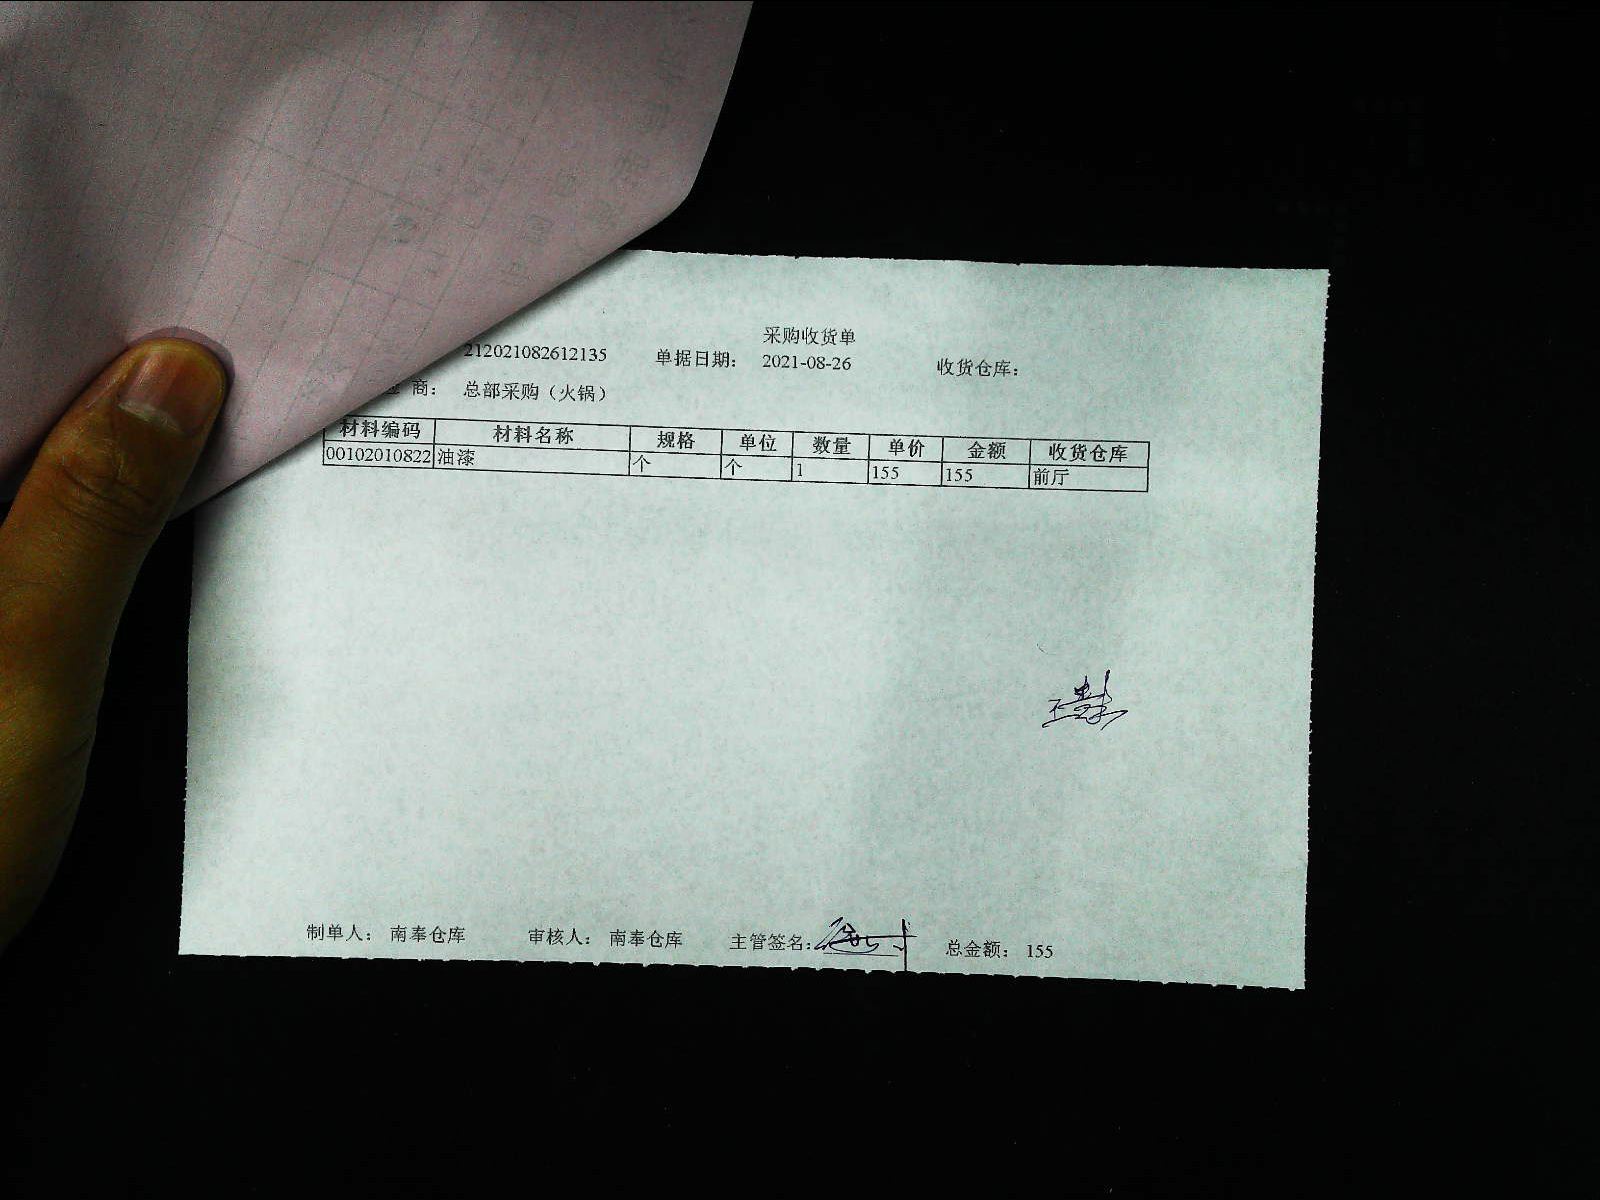 采购收货单
212021082612135 单据日期： 2021-08-26 收货仓库：
商： 总部采购（火锅）
材料编码 材料名称 规格 单位 数量 单价 金额 收货仓库
00102010822 油漆 个 个 1 155 155 前厅
制单人： 南奉仓库 审核人： 南奉仓库 主管签名： 总金额： 155